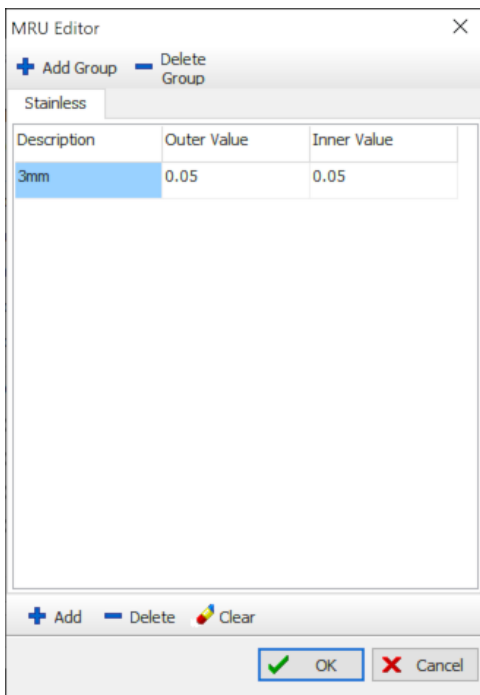 MRU Editor
Add Group
Delete
Group
Stainless
Description Outer Value Inner Value
3mm 0.05 0.05
Add Delete Clear
OK Cancel